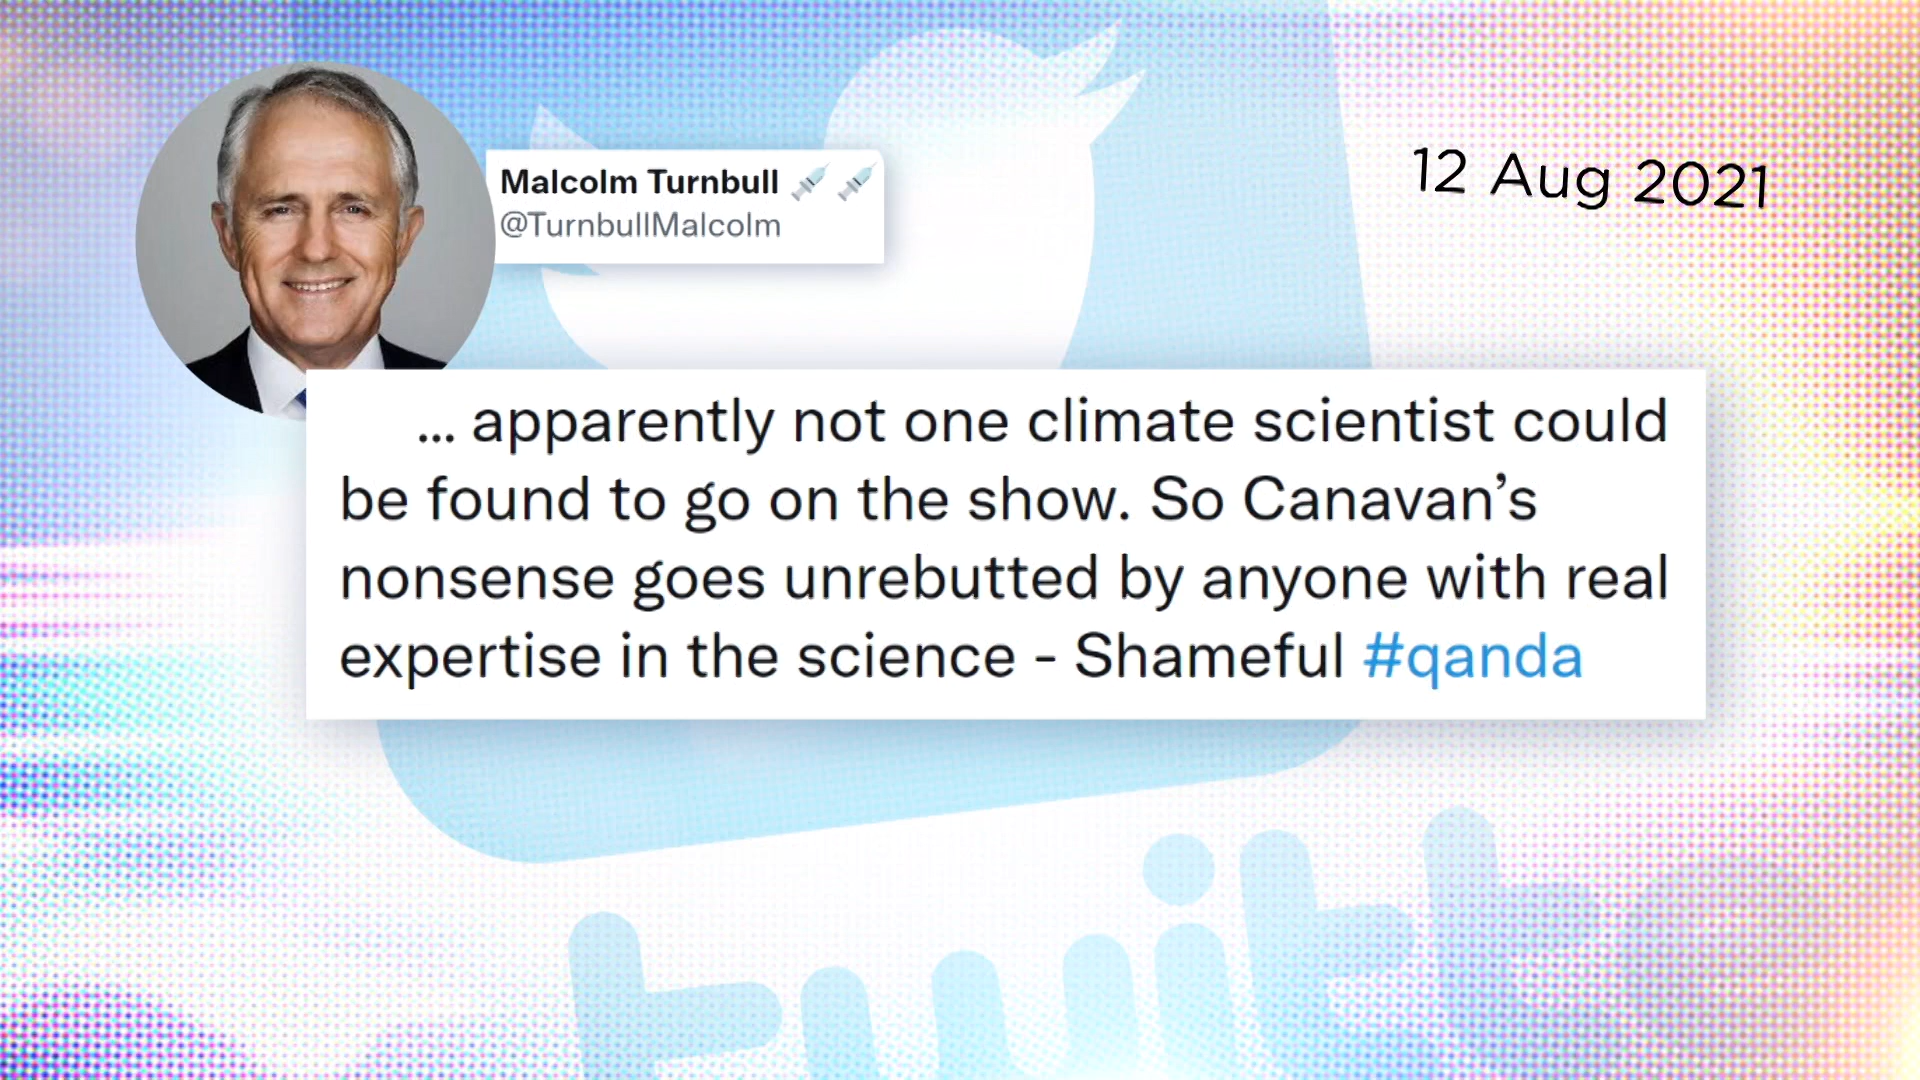 Malcolm Turnbull 💉 💉
@TurnbullMalcolm
12 Aug 2021
... apparently not one climate scientist could
be found to go on the show. So Canavan’s
nonsense goes unrebutted by anyone with real
expertise in the science - Shameful #qanda
twitt